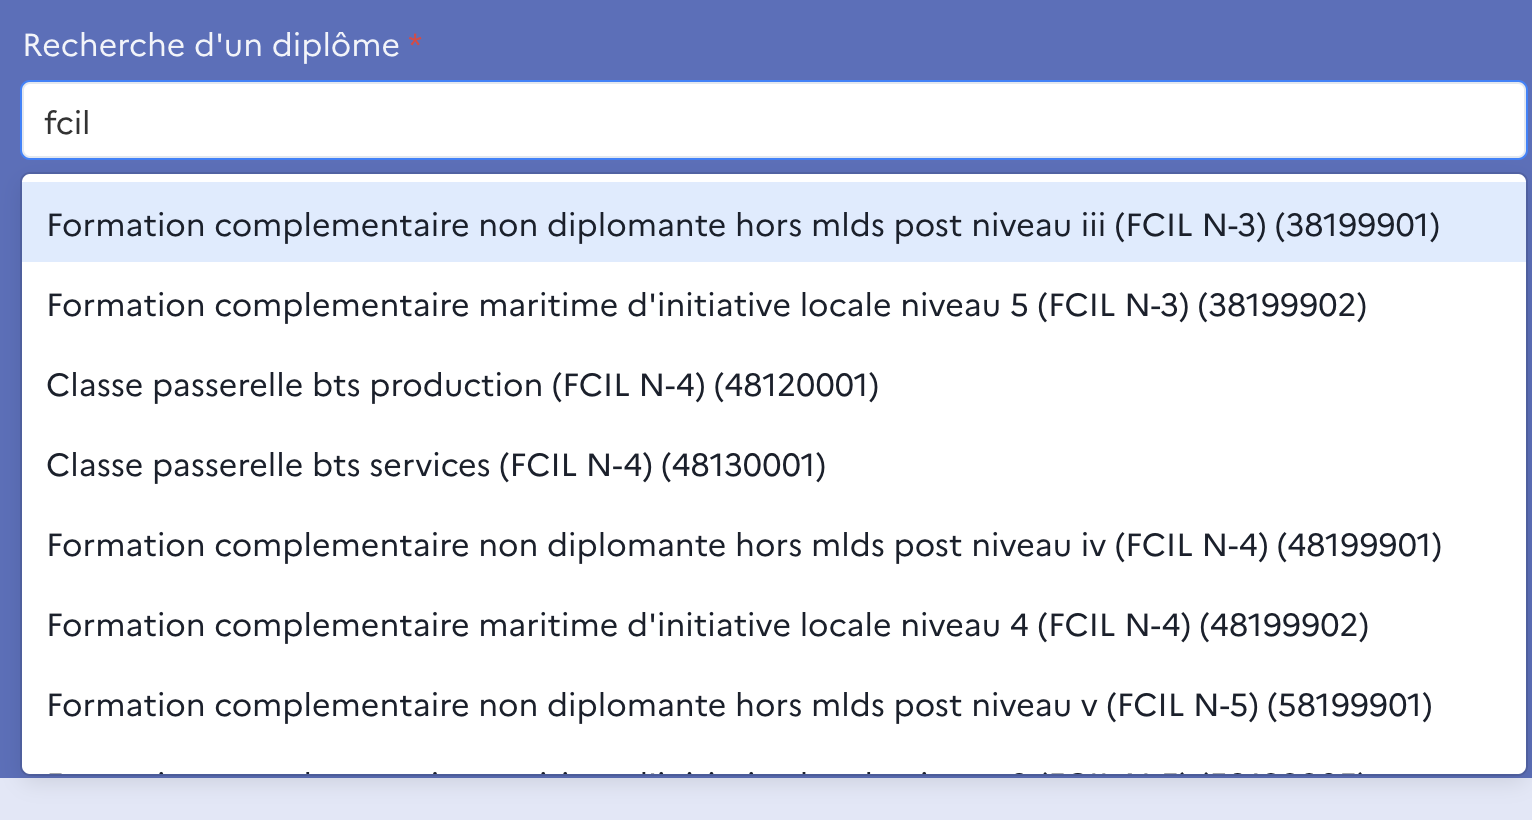 Recherche d'un diplôme *
fcil
Formation complementaire non diplomante hors mlds post niveau iii (FCIL N-3) (38199901)
Formation complementaire maritime d'initiative locale niveau 5 (FCIL N-3) (38199902)
Classe passerelle bts production (FCIL N-4) (48120001)
Classe passerelle bts services (FCIL N-4) (48130001)
Formation complementaire non diplomante hors mlds post niveau iv (FCIL N-4) (48199901)
Formation complementaire maritime d'initiative locale niveau 4 (FCIL N-4) (48199902)
Formation complementaire non diplomante hors mlds post niveau v (FCIL N-5) (58199901)